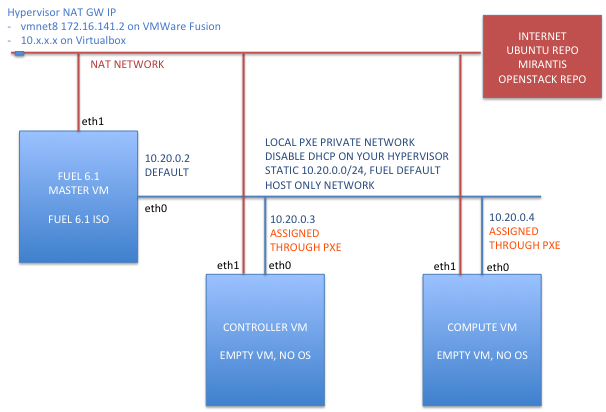 Hypervisor NAT GW IP
- vmnet8 172.16.141.2 on VMWare Fusion
- 10.x.x.x on Virtualbox
INTERNET
UBUNTU REPO
MIRANTIS
OPENSTACK REPO
NAT NETWORK
eth1
FUEL 6.1
MASTER VM
FUEL 6.1 ISO
10.20.0.2
DEFAULT
eth0
LOCAL PXE PRIVATE NETWORK
DISABLE DHCP ON YOUR HYPERVISOR
STATIC 10.20.0.0/24, FUEL DEFAULT
HOST ONLY NETWORK
10.20.0.3
ASSIGNED
THROUGH PXE
eth1
eth0
CONTROLLER VM
EMPTY VM, NO OS
10.20.0.4
ASSIGNED
THROUGH PXE
eth1
eth0
COMPUTE VM
EMPTY VM, NO OS